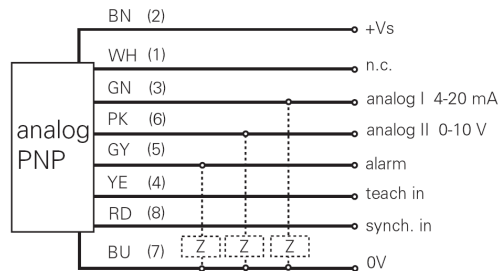 BN (2)
+Vs
WH (1)
n.c.
GN (3)
analog I 4-20 mA
PK (6)
analog II 0-10 V
analog
PNP
GY (5)
alarm
YE (4)
teach in
RD (8)
synch. in
Z Z Z
BU (7)
0V